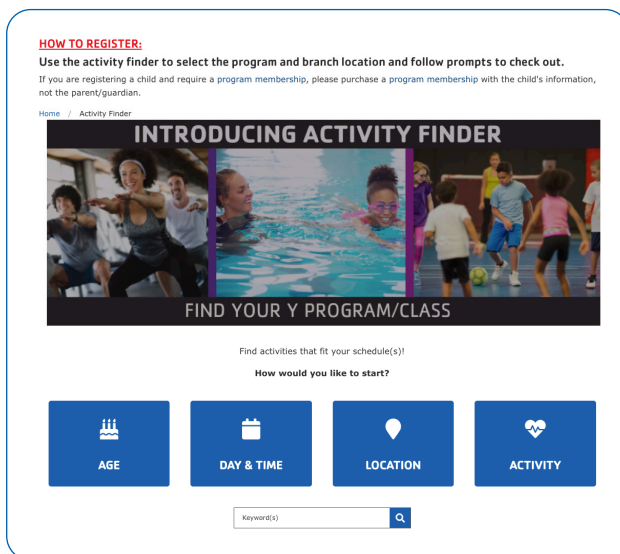 HOW TO REGISTER:
Use the activity finder to select the program and branch location and follow prompts to check out.
If you are registering a child and require a program membership, please purchase a program membership with the child's information,
not the parent/guardian.
Home / Activity Finder
INTRODUCING ACTIVITY FINDER
FIND YOUR Y PROGRAM/CLASS
Find activities that fit your schedule(s)!
How would you like to start?
AGE DAY & TIME LOCATION ACTIVITY
Keyword(s)